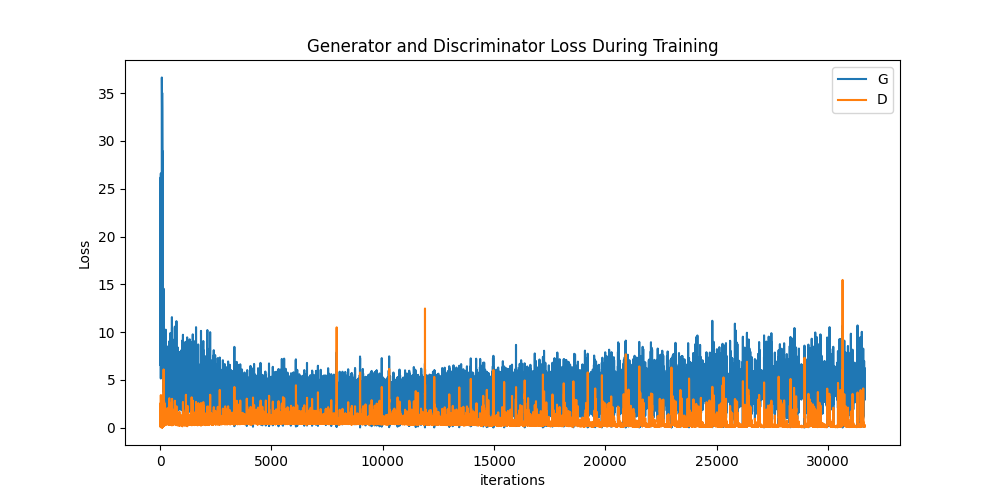 Generator and Discriminator Loss During Training
G
D
35
30
25
20
15
10
5
0
Loss
0 5000 10000 15000 20000 25000 30000
iterations